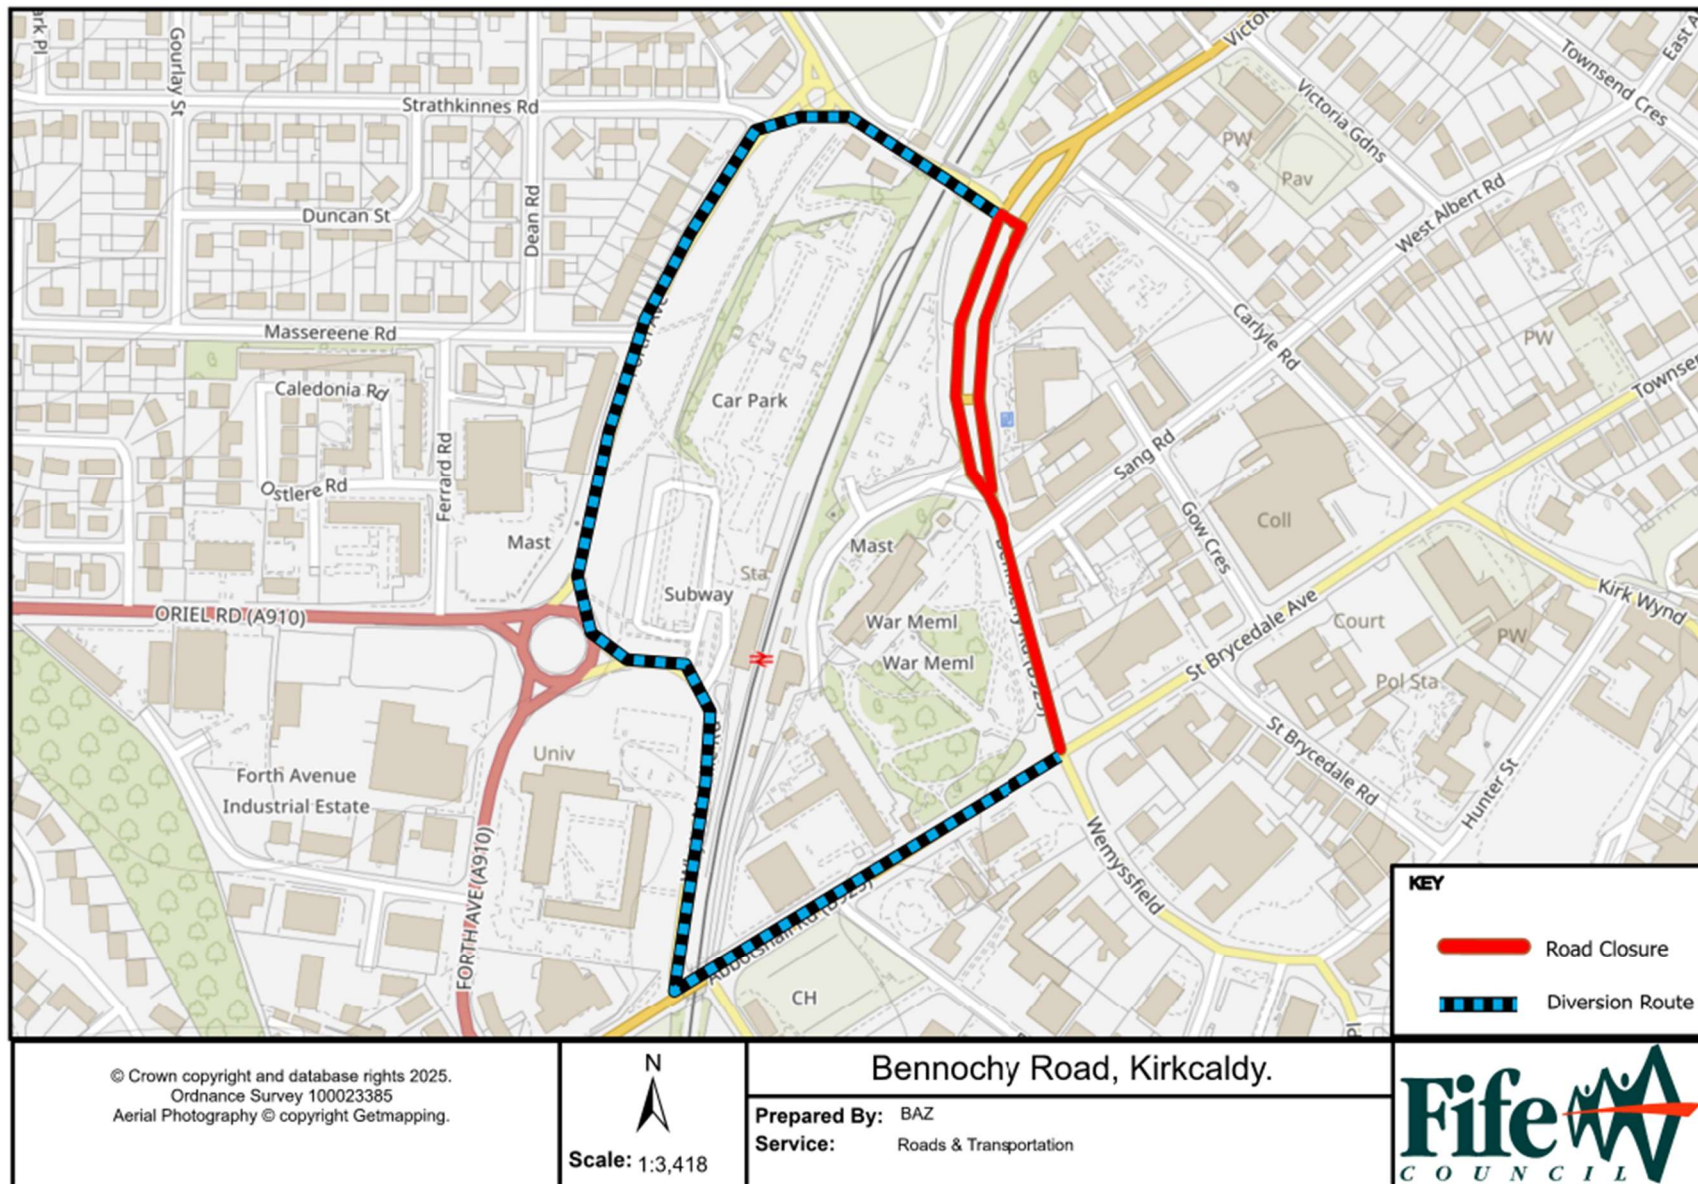 ark Pl
Gourlay St
Strathkinnes Rd
Dean Rd
Duncan St
Massereene Rd
Caledonia Rd
Ostlere Rd
Ferrard Rd
Mast
ORIEL RD (A910)
Forth Avenue
Industrial Estate
FORTH AVE (A910)
Univ
Car Park
Subway
Sta
Mast
War Meml
War Meml
Victor
Victoria Gdns
Townsend Cres
East A
PW
Pav
West Albert Rd
Carlyle Rd
PW
Townsen
Sang Rd
Gow Cres
Coll
Kirk Wynd
St Brycedale Ave
Court
PW
Pol Sta
St Brycedale Rd
Hunter St
Wemyssfield
CH
KEY
Road Closure
Diversion Route
© Crown copyright and database rights 2025.
Ordnance Survey 100023385
Aerial Photography © copyright Getmapping.
N
Scale: 1:3,418
Bennochy Road, Kirkcaldy.
Prepared By: BAZ
Service: Roads & Transportation
Fife
COUNCIL